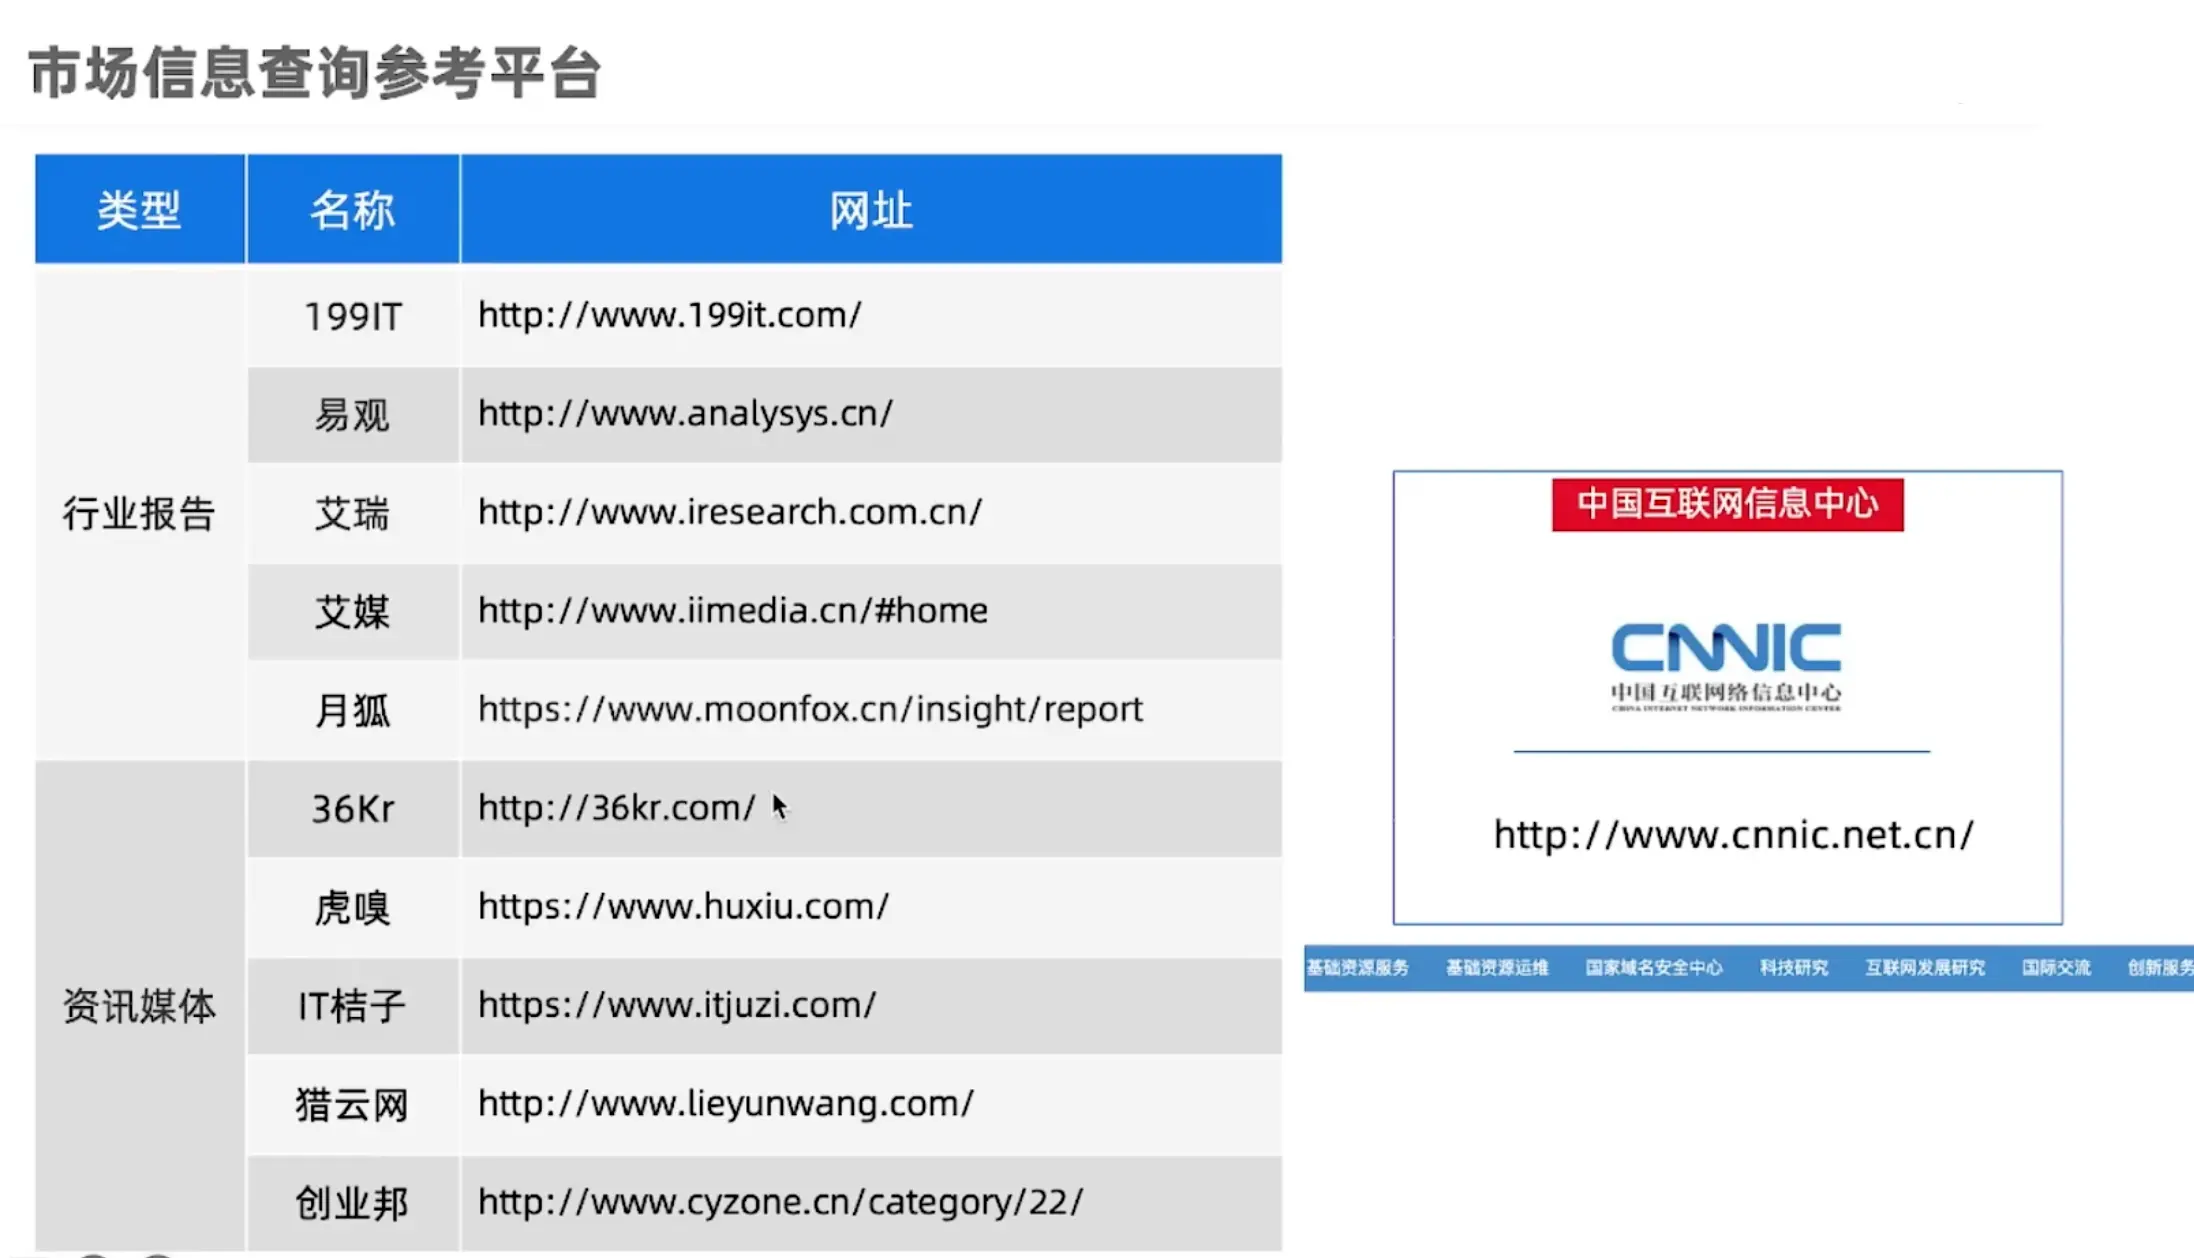 市场信息查询参考平台
类型 名称 网址
行业报告
199IT http://www.199it.com/
易观 http://www.analysys.cn/
艾瑞 http://www.iresearch.com.cn/
艾媒 http://www.iimedia.cn/#home
月狐 https://www.moonfox.cn/insight/report
资讯媒体
36Kr http://36kr.com/
虎嗅 https://www.huxiu.com/
IT桔子 https://www.itjuzi.com/
猎云网 http://www.lieyunwang.com/
创业邦 http://www.cyzone.cn/category/22/
中国互联网信息中心
CNNIC
中国互联网络信息中心
CHINA INTERNET NETWORK INFORMATION CENTER
http://www.cnnic.net.cn/
基础资源服务 基础资源运维 国家域名安全中心 科技研究 互联网发展研究 国际交流 创新服务